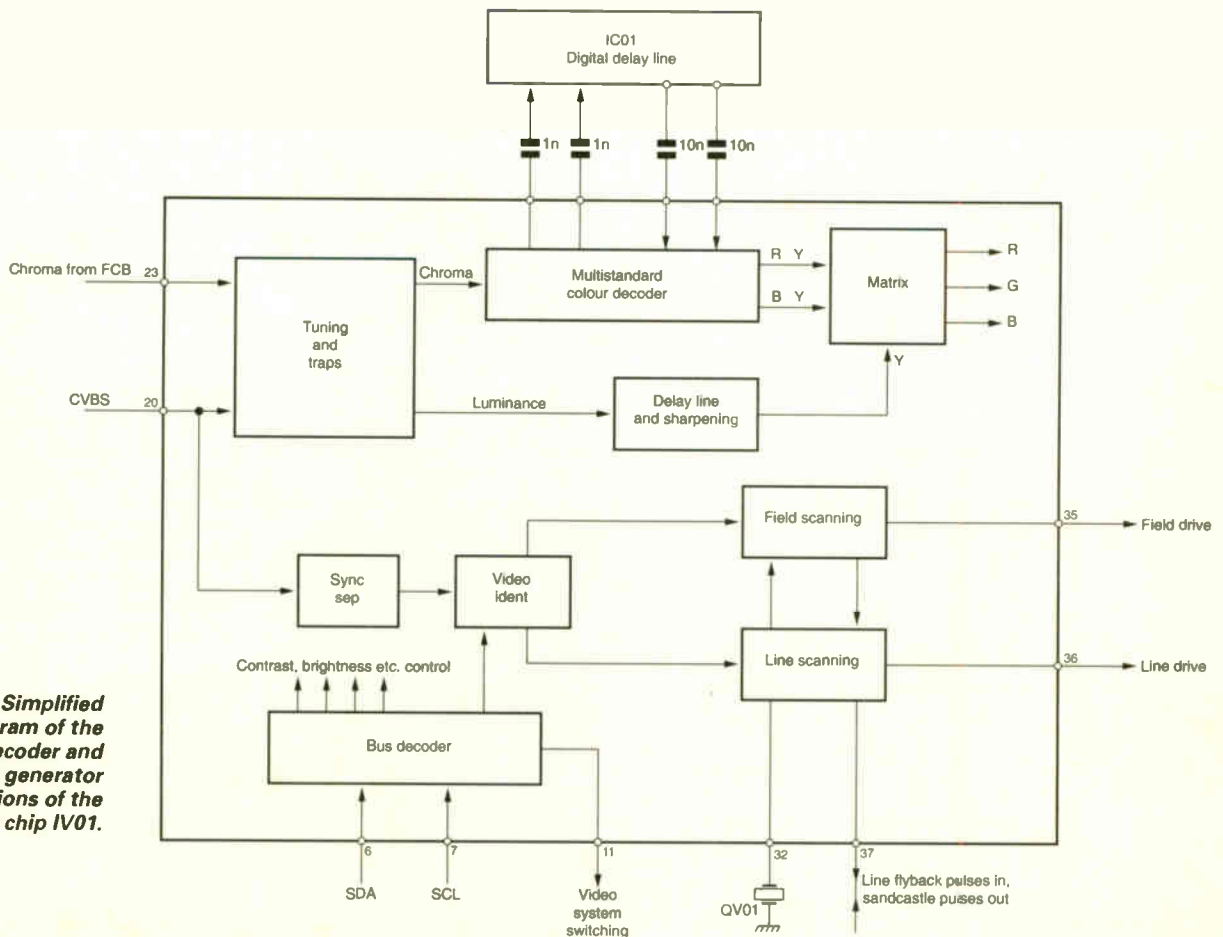 IC01
Digital delay line
1n
1n
10n
10n
Chroma from FCB
23
Tuning
and
traps
Chroma
Multistandard
colour decoder
R Y
B Y
Matrix
R
G
B
Y
CVBS
20
Luminance
Delay line
and sharpening
Field scanning
35
Field drive
Sync
sep
Video
ident
Line scanning
36
Line drive
Contrast, brightness etc. control
Bus decoder
6
7
11
32
37
SDA
SCL
Video
system
switching
QV01
Line flyback pulses in,
sandcastle pulses out
Simplified
ram of the
coder and
generator
ions of the
chip IV01.